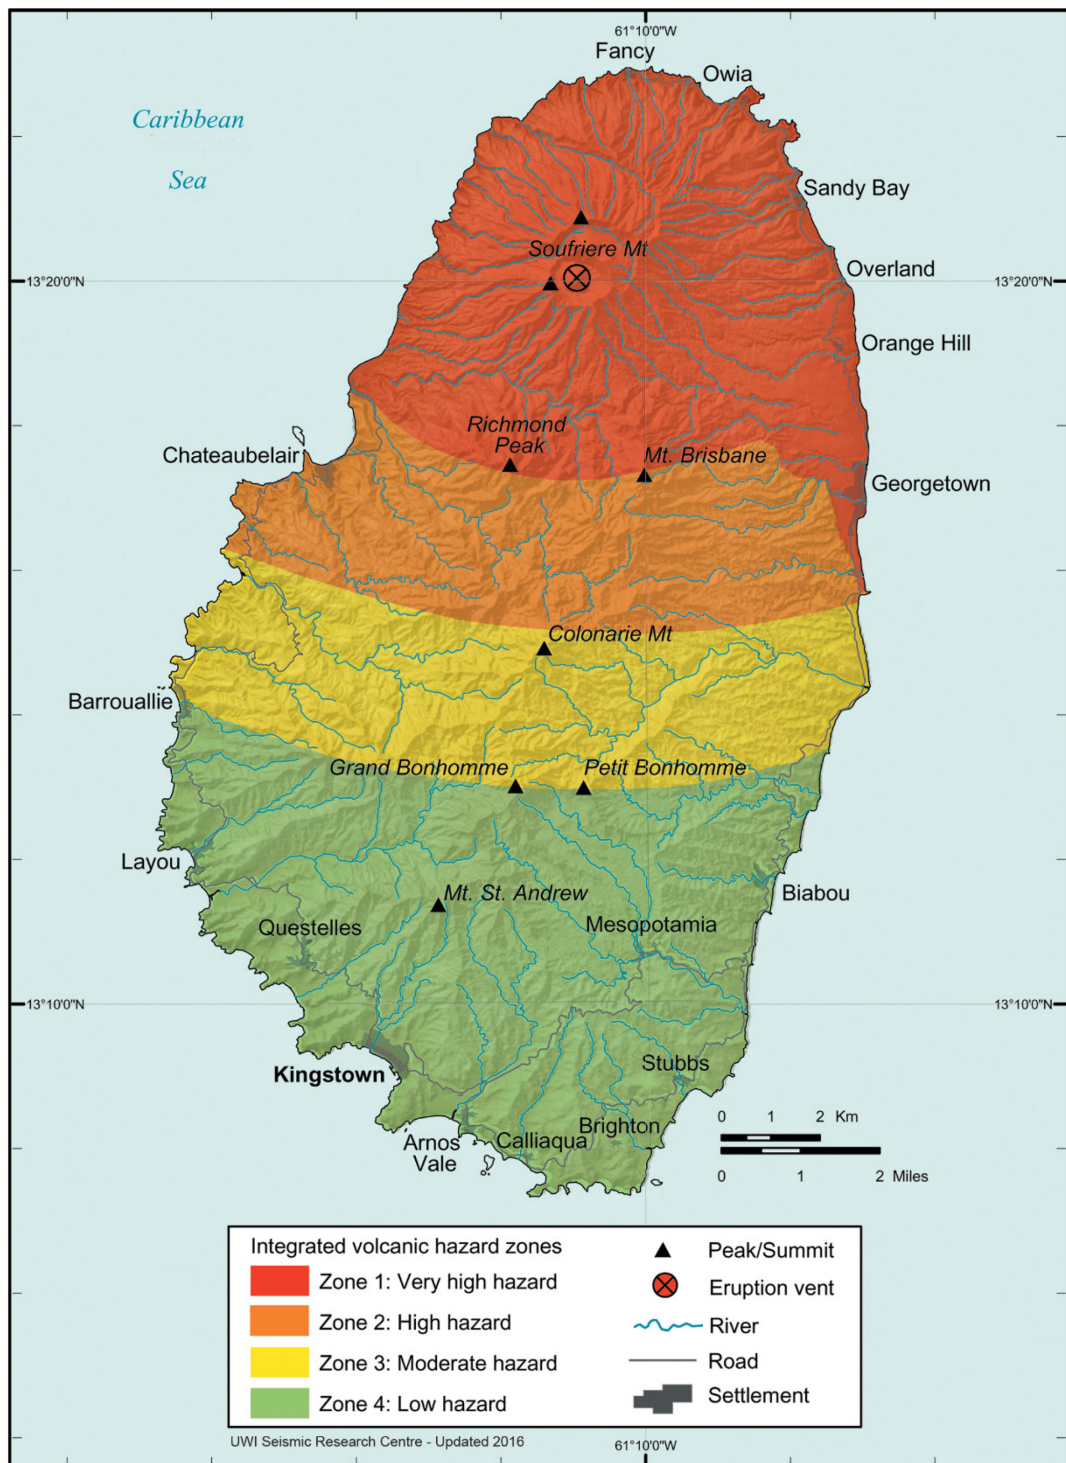 61°10'0"W
Fancy
Owia
Caribbean
Sea
Sandy Bay
Soufriere Mt
Overland
13°20'0"N
13°20'0"N
Orange Hill
Richmond
Peak
Chateaubelair
Mt. Brisbane
Georgetown
Colonarie Mt
Barrouallie
Grand Bonhomme
Petit Bonhomme
Layou
Mt. St. Andrew
Biabou
Questelles
Mesopotamia
13°10'0"N
13°10'0"N
Stubbs
Kingstown
0 1 2 Km
Brighton
Arnos
Vale
Calliaqua
0 1 2 Miles
Integrated volcanic hazard zones
Zone 1: Very high hazard
Zone 2: High hazard
Zone 3: Moderate hazard
Zone 4: Low hazard
Peak/Summit
Eruption vent
River
Road
Settlement
UWI Seismic Research Centre - Updated 2016
61°10'0"W